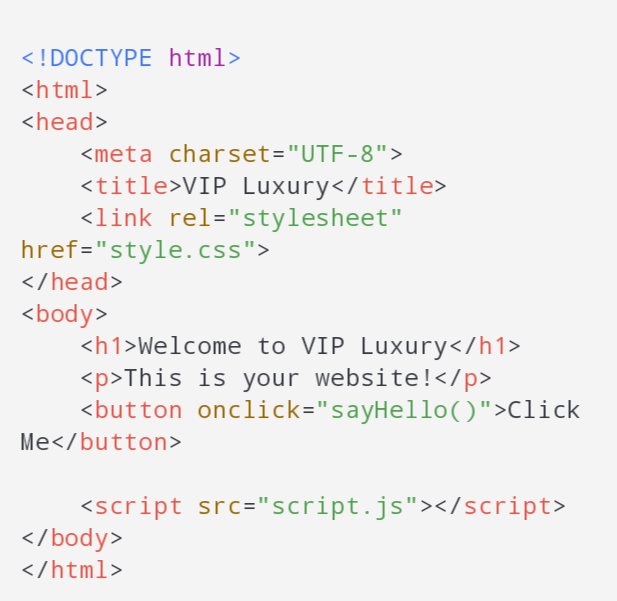 <!DOCTYPE html>
<html>
<head>
    <meta charset="UTF-8">
    <title>VIP Luxury</title>
    <link rel="stylesheet"
href="style.css">
</head>
<body>
    <h1>Welcome to VIP Luxury</h1>
    <p>This is your website!</p>
    <button onclick="sayHello()">Click
Me</button>

    <script src="script.js"></script>
</body>
</html>